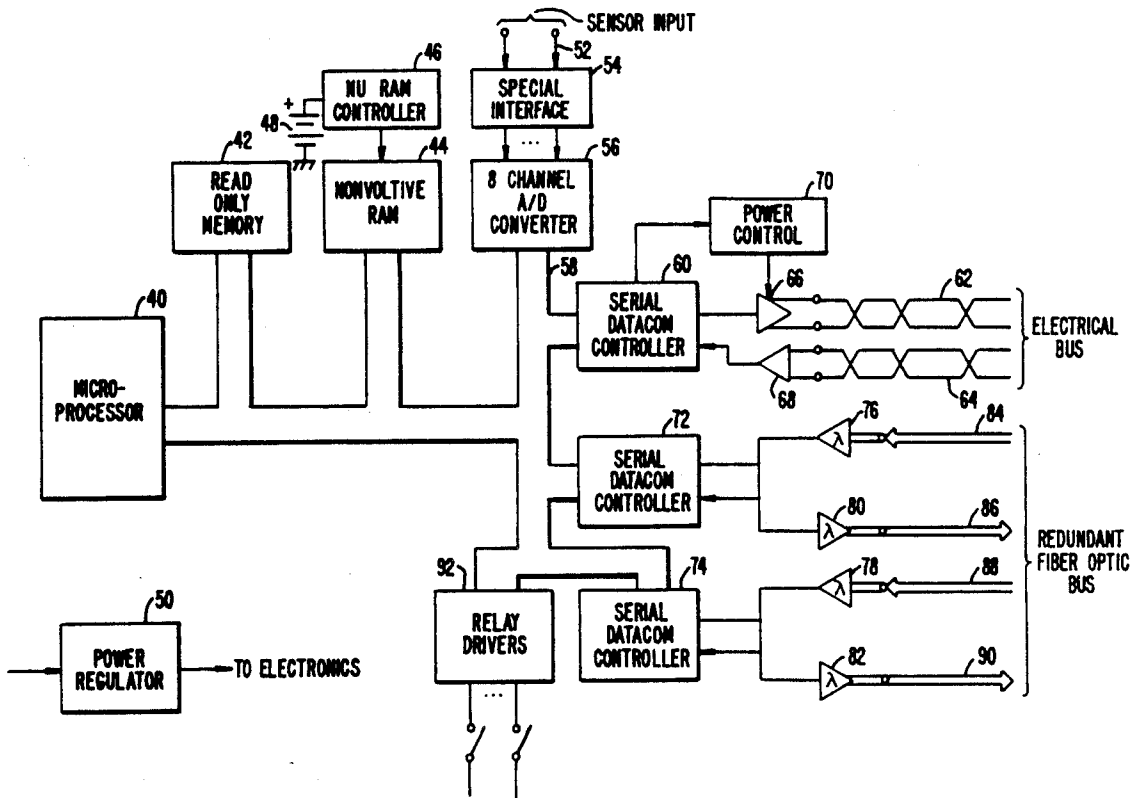 SENSOR INPUT
52
46
NU RAM
CONTROLLER
54
SPECIAL
INTERFACE
+
48
...
42
READ
ONLY
MEMORY
44
NONVOLTIVE
RAM
56
8 CHANNEL
A/D
CONVERTER
70
POWER
CONTROL
58
60
SERIAL
DATACOM
CONTROLLER
66
62
68
64
ELECTRICAL
BUS
40
MICRO-
PROCESSOR
72
SERIAL
DATACOM
CONTROLLER
76
λ
84
80
λ
86
REDUNDANT
FIBER OPTIC
BUS
92
RELAY
DRIVERS
74
SERIAL
DATACOM
CONTROLLER
78
λ
88
82
λ
90
50
POWER
REGULATOR
TO ELECTRONICS
...